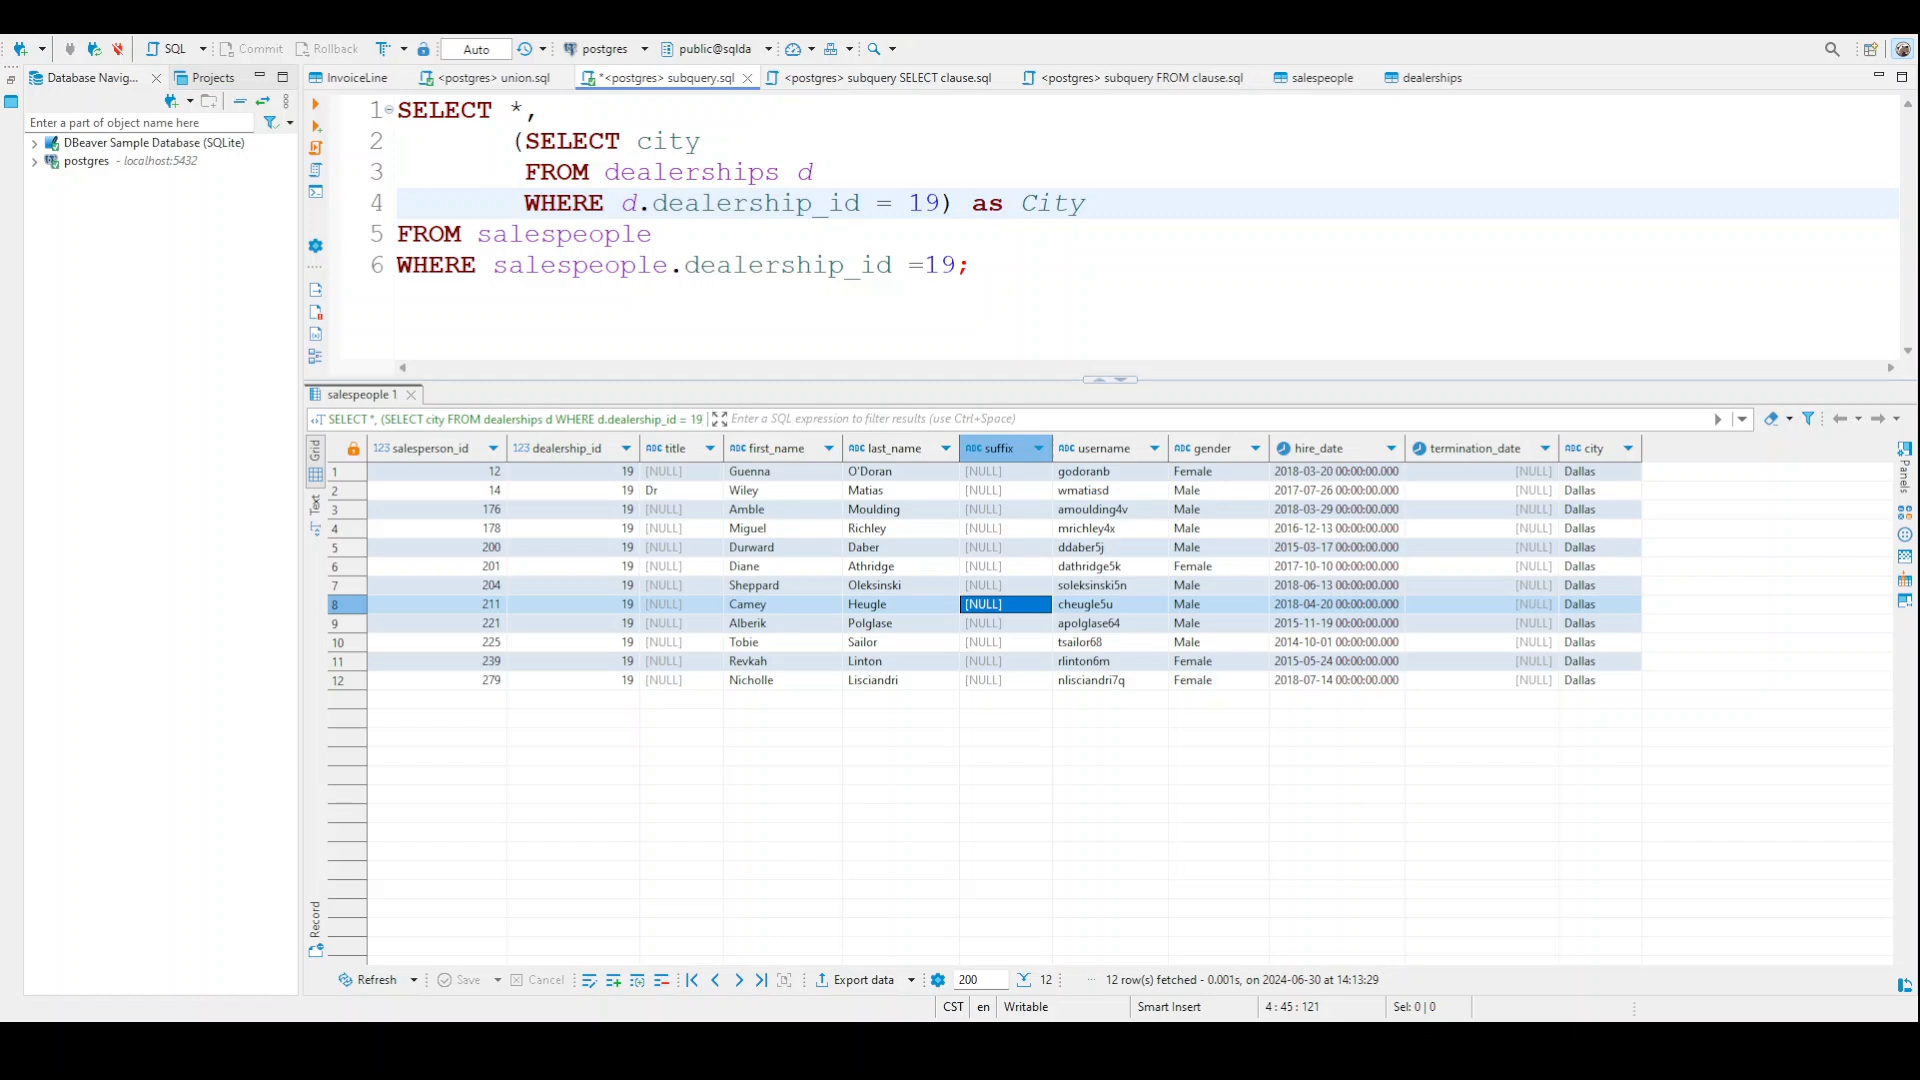 SQL Commit Rollback Auto postgres public@sqlda
Database Navig... Projects
Enter a part of object name here
DBeaver Sample Database (SQLite)
postgres - localhost:5432
InvoiceLine <postgres> union.sql *<postgres> subquery.sql <postgres> subquery SELECT clause.sql <postgres> subquery FROM clause.sql salespeople dealerships
1 SELECT *,
2 (SELECT city
3 FROM dealerships d
4 WHERE d.dealership_id = 19) as City
5 FROM salespeople
6 WHERE salespeople.dealership_id =19;
salespeople 1
SELECT *, (SELECT city FROM dealerships d WHERE d.dealership_id = 19 Enter a SQL expression to filter results (use Ctrl+Space)
Grid
Text
Record
Panels
123 salesperson_id 123 dealership_id ABC title ABC first_name ABC last_name ABC suffix ABC username ABC gender hire_date termination_date ABC city
1 12 19 [NULL] Guenna O'Doran [NULL] godoranb Female 2018-03-20 00:00:00.000 [NULL] Dallas
2 14 19 Dr Wiley Matias [NULL] wmatiasd Male 2017-07-26 00:00:00.000 [NULL] Dallas
3 176 19 [NULL] Amble Moulding [NULL] amoulding4v Male 2018-03-29 00:00:00.000 [NULL] Dallas
4 178 19 [NULL] Miguel Richley [NULL] mrichley4x Male 2016-12-13 00:00:00.000 [NULL] Dallas
5 200 19 [NULL] Durward Daber [NULL] ddaber5j Male 2015-03-17 00:00:00.000 [NULL] Dallas
6 201 19 [NULL] Diane Athridge [NULL] dathridge5k Female 2017-10-10 00:00:00.000 [NULL] Dallas
7 204 19 [NULL] Sheppard Oleksinski [NULL] soleksinski5n Male 2018-06-13 00:00:00.000 [NULL] Dallas
8 211 19 [NULL] Camey Heugle [NULL] cheugle5u Male 2018-04-20 00:00:00.000 [NULL] Dallas
9 221 19 [NULL] Alberik Polglase [NULL] apolglase64 Male 2015-11-19 00:00:00.000 [NULL] Dallas
10 225 19 [NULL] Tobie Sailor [NULL] tsailor68 Male 2014-10-01 00:00:00.000 [NULL] Dallas
11 239 19 [NULL] Revkah Linton [NULL] rlinton6m Female 2015-05-24 00:00:00.000 [NULL] Dallas
12 279 19 [NULL] Nicholle Lisciandri [NULL] nlisciandri7q Female 2018-07-14 00:00:00.000 [NULL] Dallas
Refresh Save Cancel Export data 200 12 ... 12 row(s) fetched - 0.001s, on 2024-06-30 at 14:13:29
CST en Writable Smart Insert 4 : 45 : 121 Sel: 0 | 0